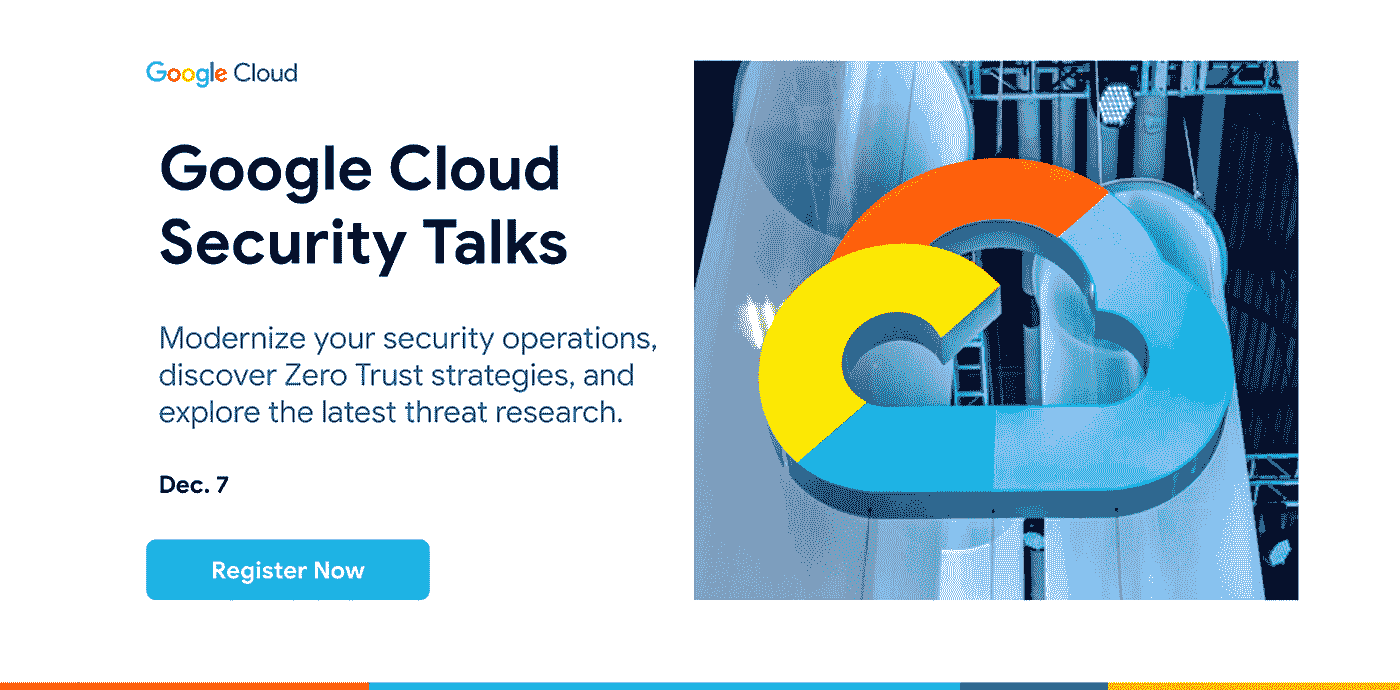 Google Cloud
Google Cloud
Security Talks
Modernize your security operations,
discover Zero Trust strategies, and
explore the latest threat research.
Dec. 7
Register Now